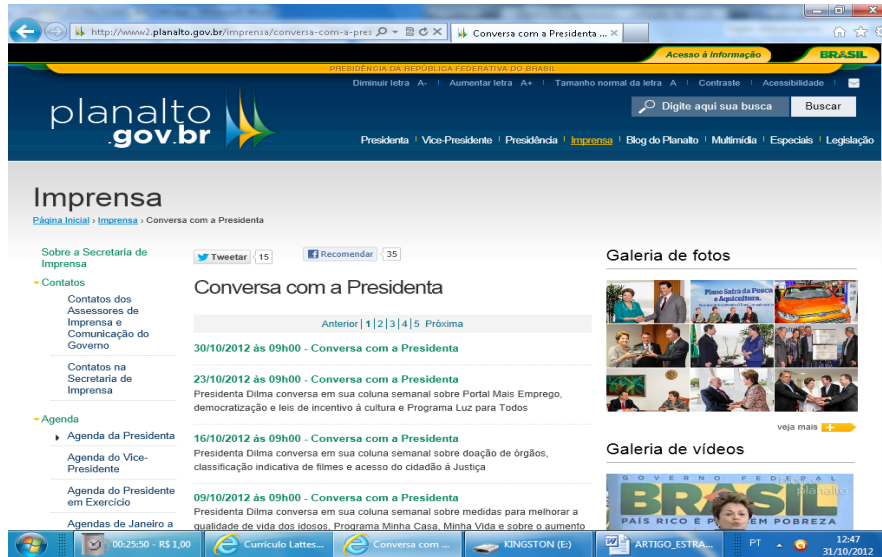 http://www2.planalto.gov.br/imprensa/conversa-com-a-pres
Conversa com a Presidenta ...
Acesso à Informação
BRASIL
PRESIDÊNCIA DA REPÚBLICA FEDERATIVA DO BRASIL
Diminuir letra A- Aumentar letra A+ Tamanho normal da letra A Contraste Acessibilidade
planalto
.gov.br
Digite aqui sua busca Buscar
Presidenta Vice-Presidente Presidência Imprensa Blog do Planalto Multimídia Especiais Legislação
Imprensa
Página Inicial › Imprensa › Conversa com a Presidenta
Sobre a Secretaria de
Imprensa
Contatos
Contatos dos
Assessores de
Imprensa e
Comunicação do
Governo
Contatos na
Secretaria de
Imprensa
Agenda
Agenda da Presidenta
Agenda do Vice-
Presidente
Agenda do Presidente
em Exercício
Agendas de Janeiro a
Tweetar 15
Recomendar 35
Conversa com a Presidenta
Anterior | 1 | 2 | 3 | 4 | 5 Próxima
30/10/2012 às 09h00 - Conversa com a Presidenta
23/10/2012 às 09h00 - Conversa com a Presidenta
Presidenta Dilma conversa em sua coluna semanal sobre Portal Mais Emprego,
democratização e leis de incentivo à cultura e Programa Luz para Todos
16/10/2012 às 09h00 - Conversa com a Presidenta
Presidenta Dilma conversa em sua coluna semanal sobre doação de órgãos,
classificação indicativa de filmes e acesso do cidadão à Justiça
09/10/2012 às 09h00 - Conversa com a Presidenta
Presidenta Dilma conversa em sua coluna semanal sobre medidas para melhorar a
qualidade de vida dos idosos, Programa Minha Casa, Minha Vida e sobre o aumento
Galeria de fotos
Plano Safra da Pesca
e Aquicultura.
veja mais
Galeria de vídeos
GOVERNO FEDERAL
planalto
BRASIL
PAÍS RICO É EM POBREZA
00:25:50 - R$ 1,00
Currículo Lattes...
Conversa com ...
KINGSTON (E:)
ARTIGO_ESTRA...
PT
12:47
31/10/2012